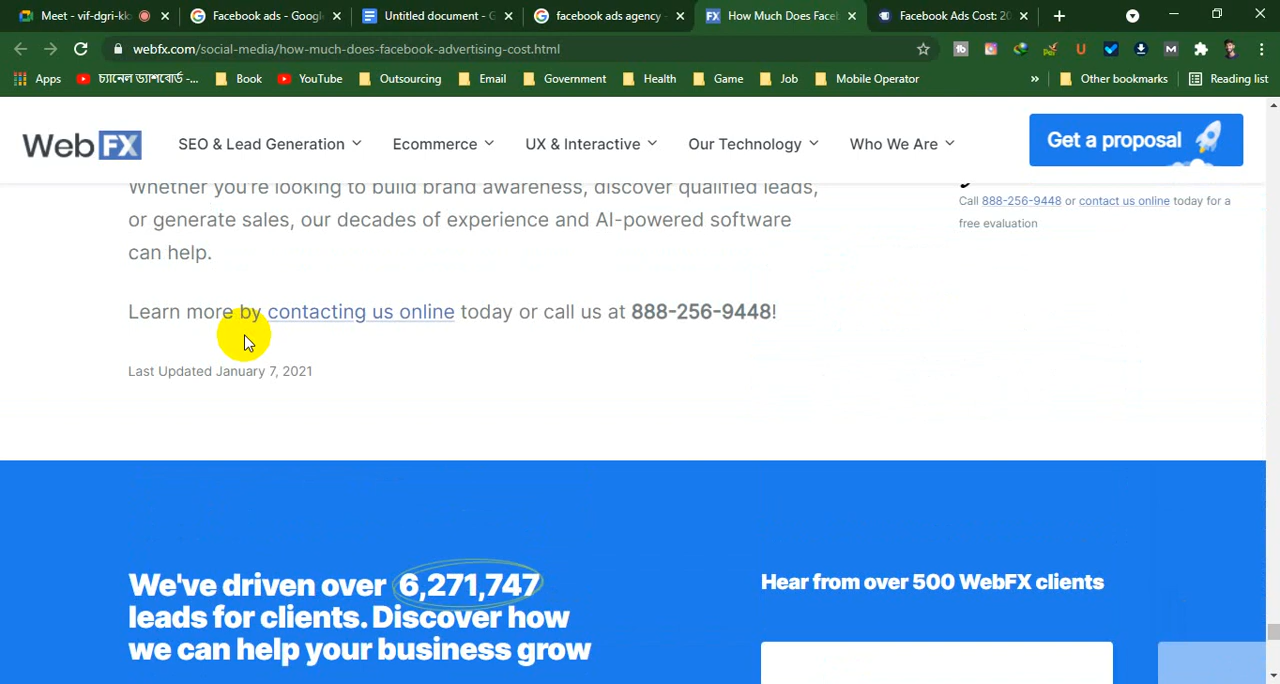 Meet - vif-dgri-kk
Facebook ads - Googl
Untitled document - G
facebook ads agency -
FX How Much Does Face
Facebook Ads Cost: 20
webfx.com/social-media/how-much-does-facebook-advertising-cost.html
Apps
চ্যানেল ড্যাশবোর্ড -...
Book
YouTube
Outsourcing
Email
Government
Health
Game
Job
Mobile Operator
»
Other bookmarks
Reading list
WebFX
SEO & Lead Generation
Ecommerce
UX & Interactive
Our Technology
Who We Are
Get a proposal
Whether you're looking to build brand awareness, discover qualified leads,
or generate sales, our decades of experience and AI-powered software
can help.
Call 888-256-9448 or contact us online today for a
free evaluation
Learn more by contacting us online today or call us at 888-256-9448!
Last Updated January 7, 2021
We've driven over 6,271,747
leads for clients. Discover how
we can help your business grow
Hear from over 500 WebFX clients